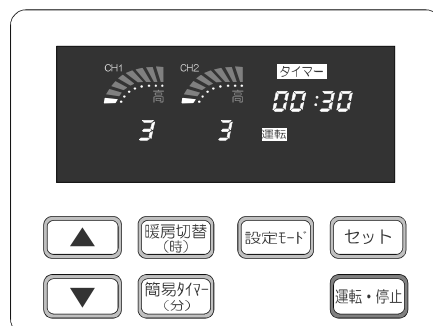 CH1 CH2 タイマー
高 高 00:30
3 3 運転
▲ 暖房切替 設定ﾓｰﾄﾞ セット
(時)
▼ 簡易ﾀｲﾏｰ 運転・停止
(分)